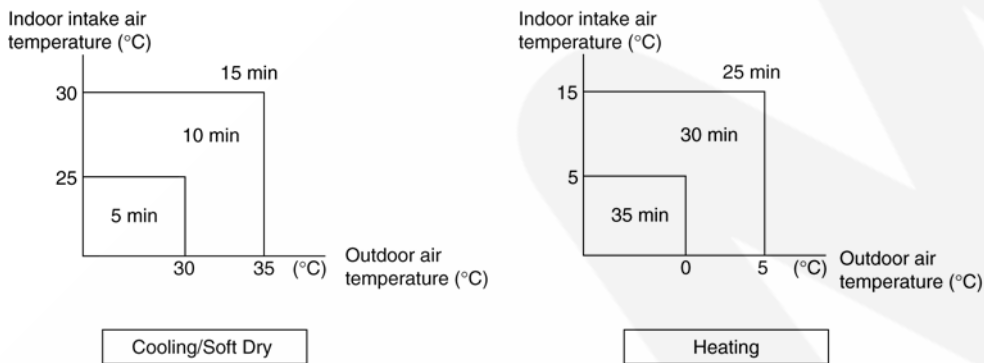 Indoor intake air
temperature (°C)
15 min
30
10 min
25
5 min
30 35 (°C)
Outdoor air
temperature (°C)
Cooling/Soft Dry
Indoor intake air
temperature (°C)
25 min
15
30 min
5
35 min
0 5 (°C)
Outdoor air
temperature (°C)
Heating